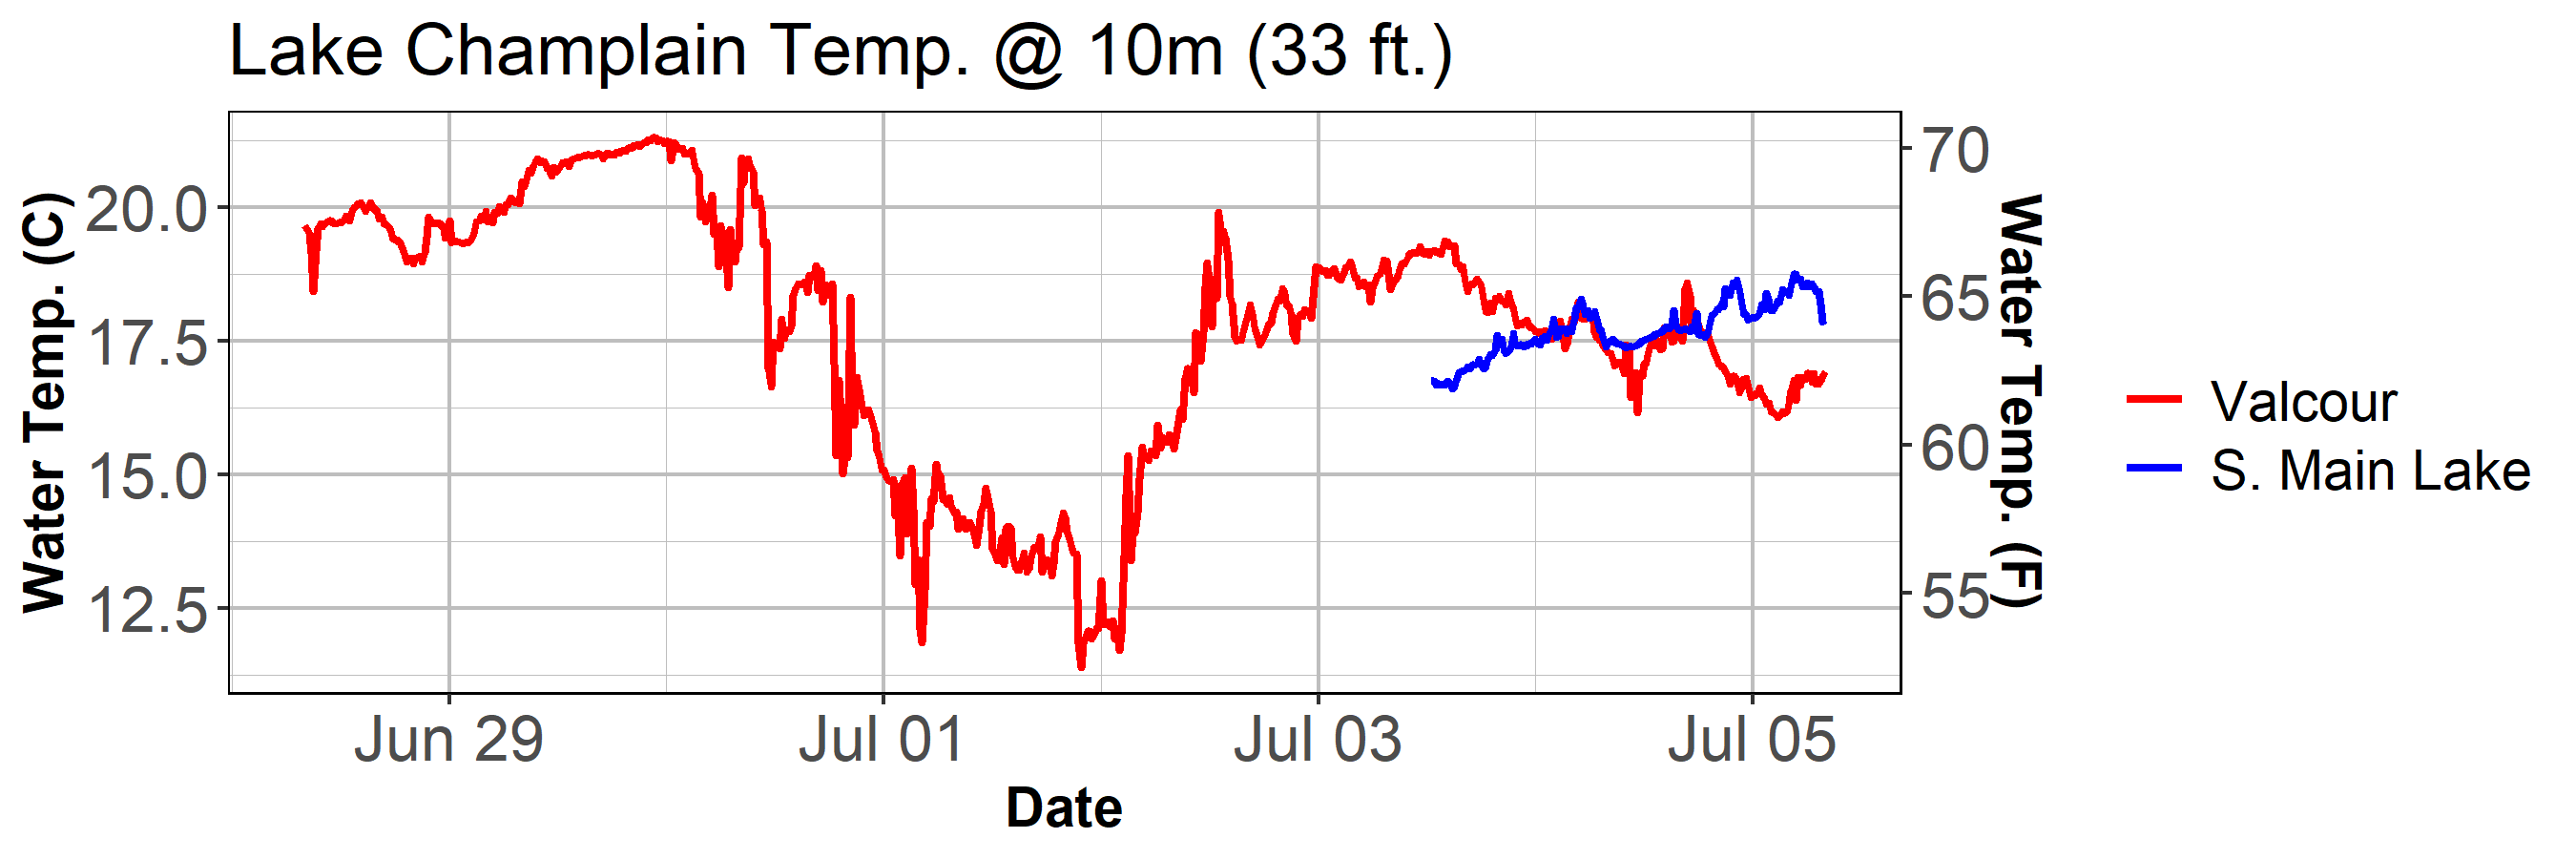 Lake Champlain Temp. @ 10m (33 ft.)
Water Temp. (C)
20.0
17.5
15.0
12.5
70
65
60
55
Water Temp. (F)
Jun 29
Jul 01
Jul 03
Jul 05
Date
Valcour
S. Main Lake